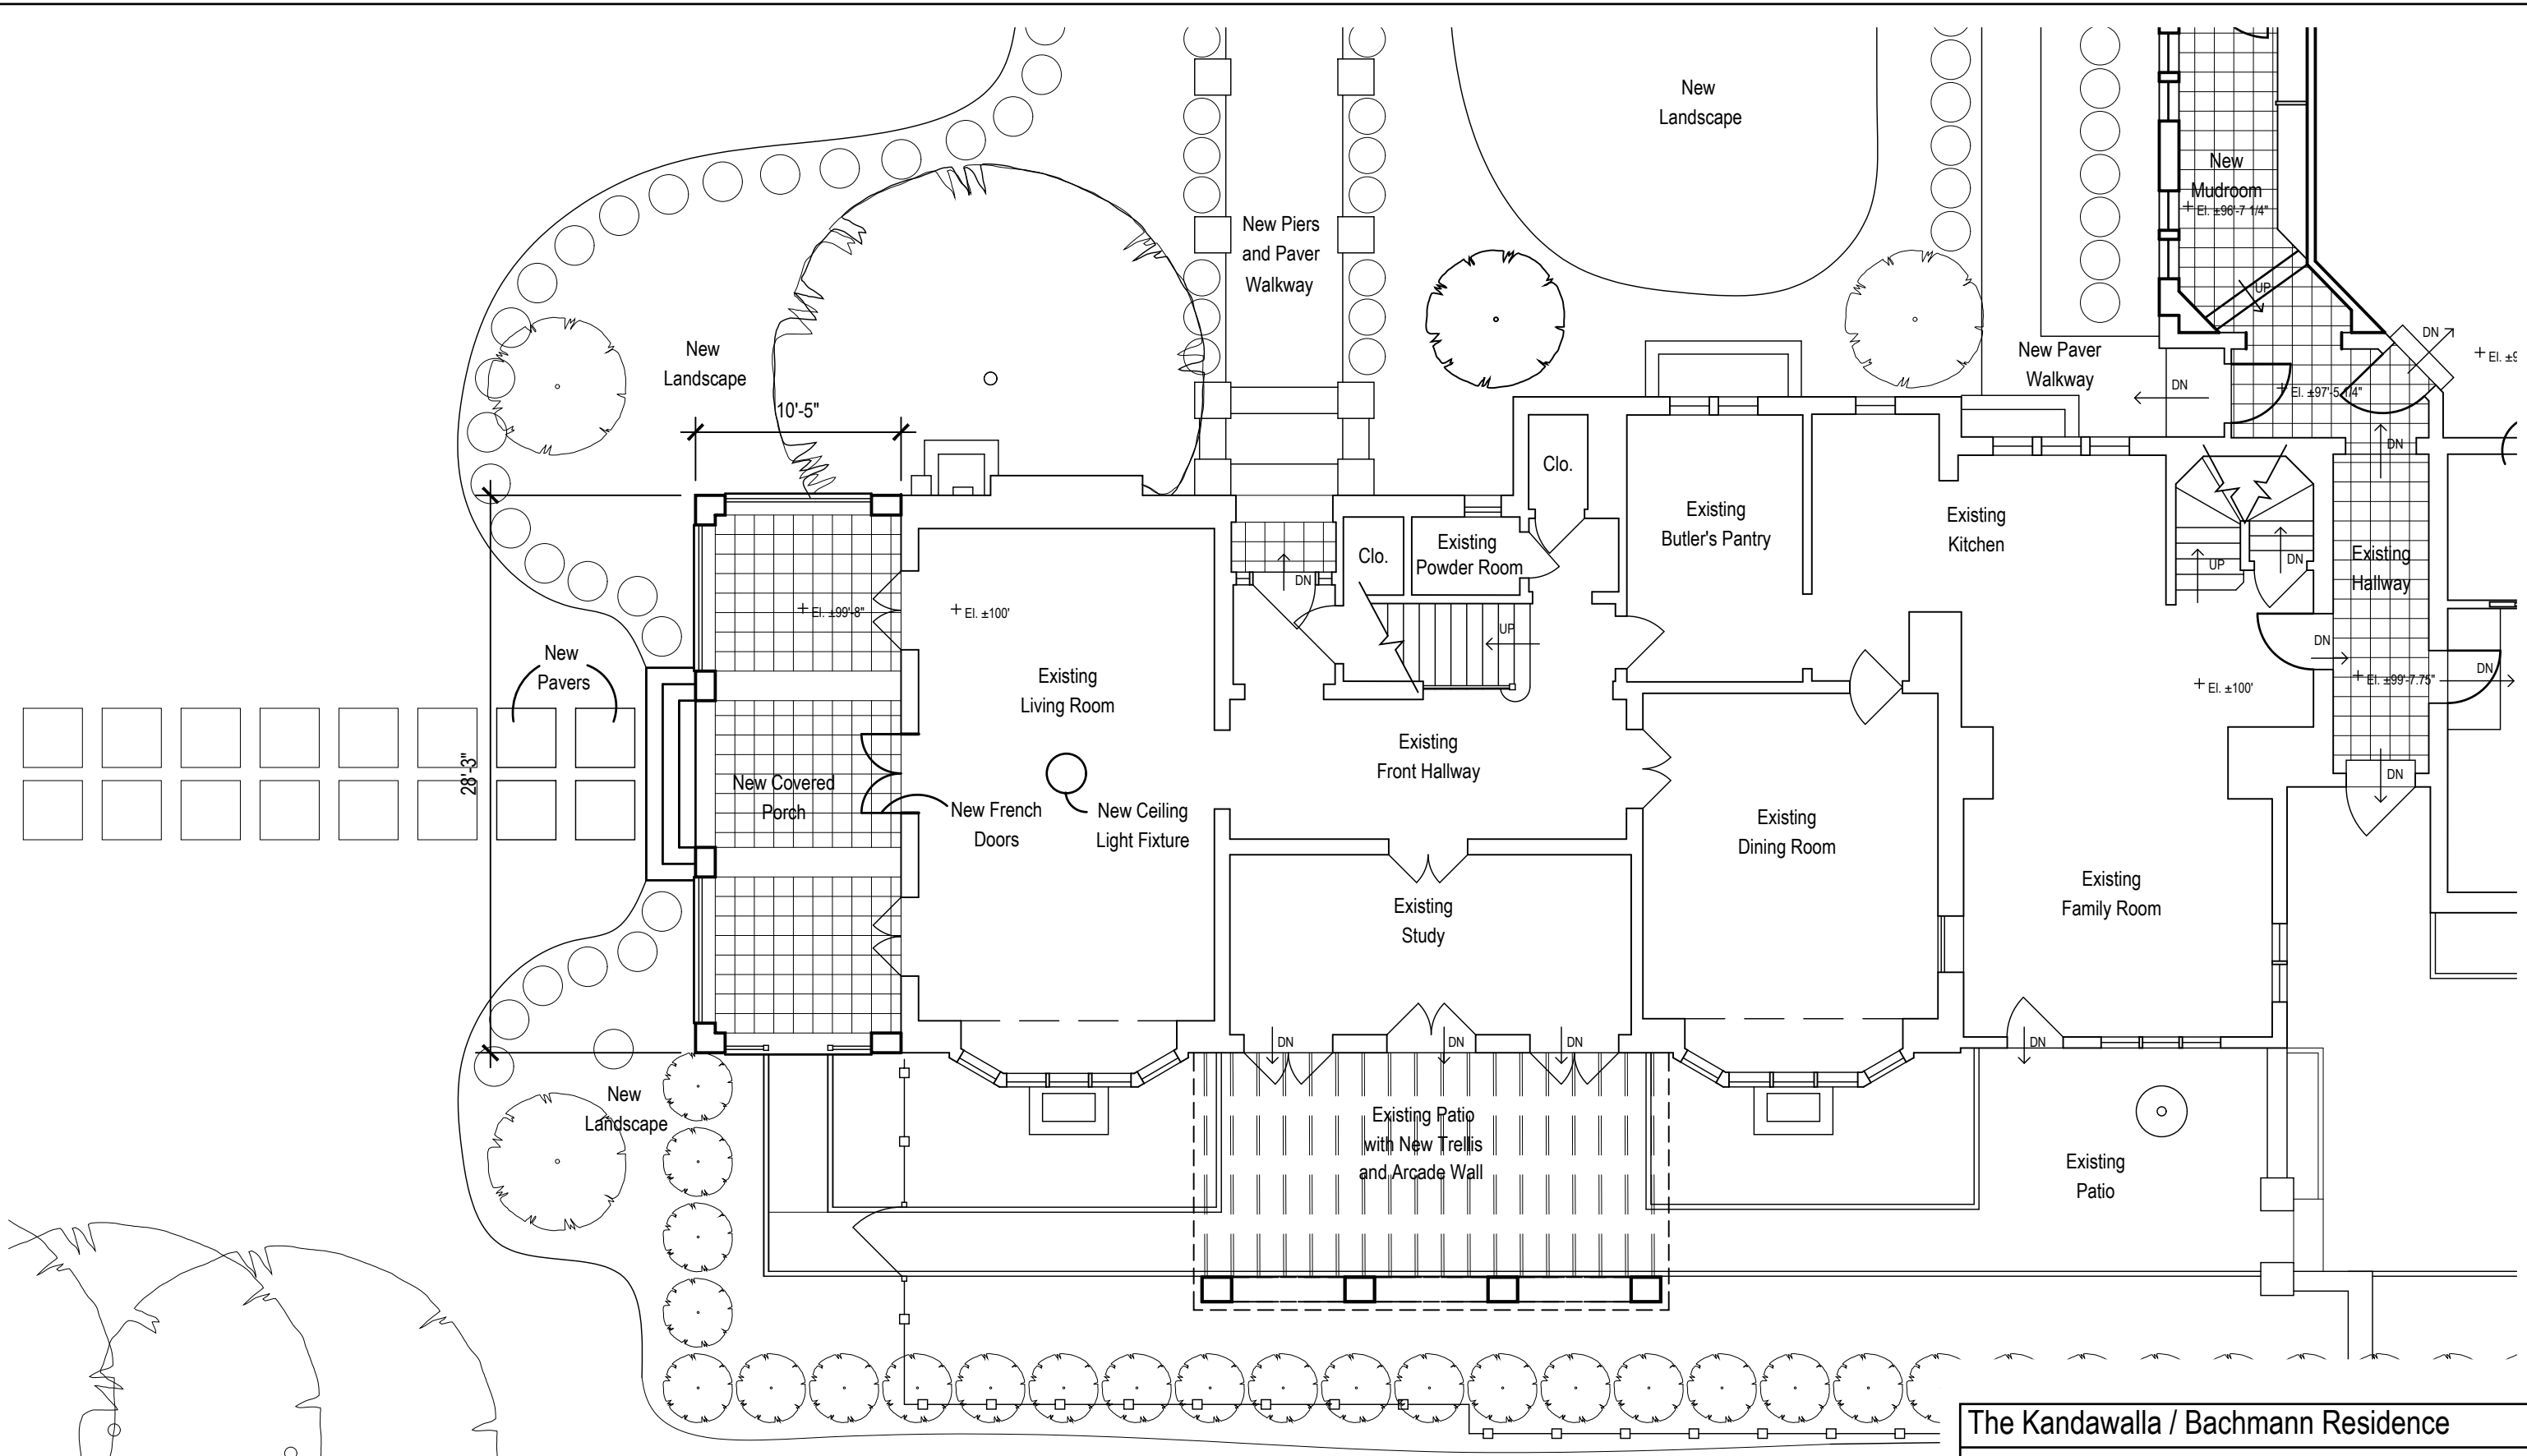 New
Landscape
New
Mudroom
El. ±96'-7 1/4"
New Piers
and Paver
Walkway
UP
DN
El. ±9
New
Landscape
New Paver
Walkway
DN
El. ±97'-5 1/4"
10'-5"
DN
Clo.
Existing
Butler's Pantry
Existing
Kitchen
Existing
Powder Room
Clo.
Existing
Hallway
DN
UP
DN
El. ±99'-8"
El. ±100'
UP
DN
New
Pavers
Existing
Living Room
El. ±100'
El. ±99'-7.75"
DN
Existing
Front Hallway
28'-3"
New Covered
Porch
New French
Doors
New Ceiling
Light Fixture
DN
Existing
Dining Room
Existing
Family Room
Existing
Study
DN
DN
DN
DN
New
Landscape
Existing Patio
with New Trellis
and Arcade Wall
Existing
Patio
The Kandawalla / Bachmann Residence